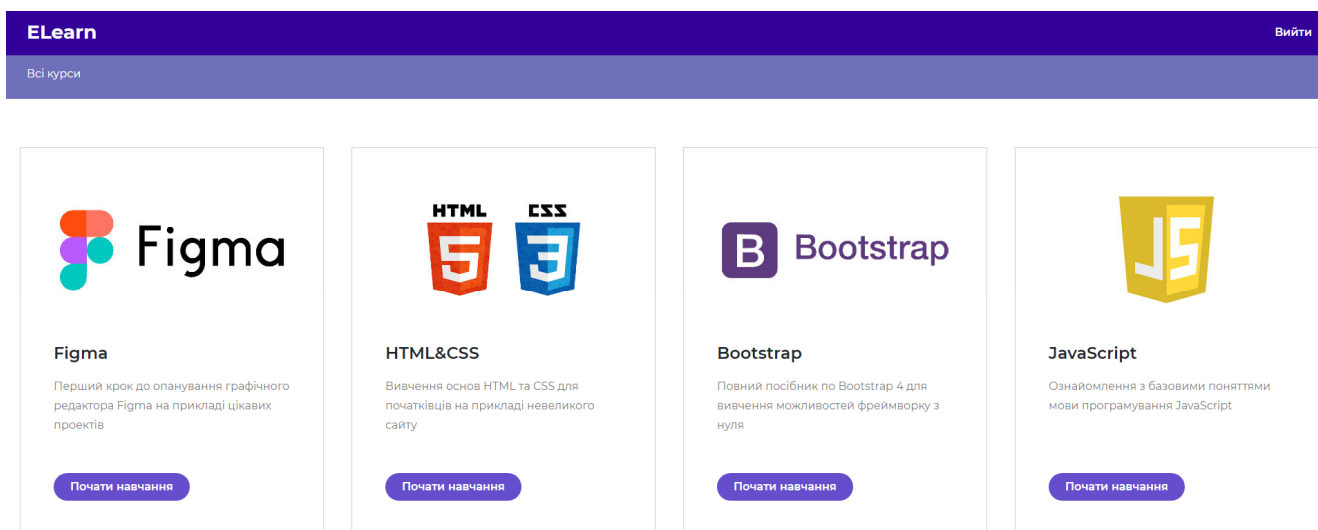 ELearn
Вийти
Всі курси
Figma
HTML CSS
5 3
B Bootstrap
JS
Figma
Перший крок до опанування графічного
редактора Figma на прикладі цікавих
проектів
Почати навчання
HTML&CSS
Вивчення основ HTML та CSS для
початківців на прикладі невеликого
сайту
Почати навчання
Bootstrap
Повний посібник по Bootstrap 4 для
вивчення можливостей фреймворку з
нуля
Почати навчання
JavaScript
Ознайомлення з базовими поняттями
мови програмування JavaScript
Почати навчання